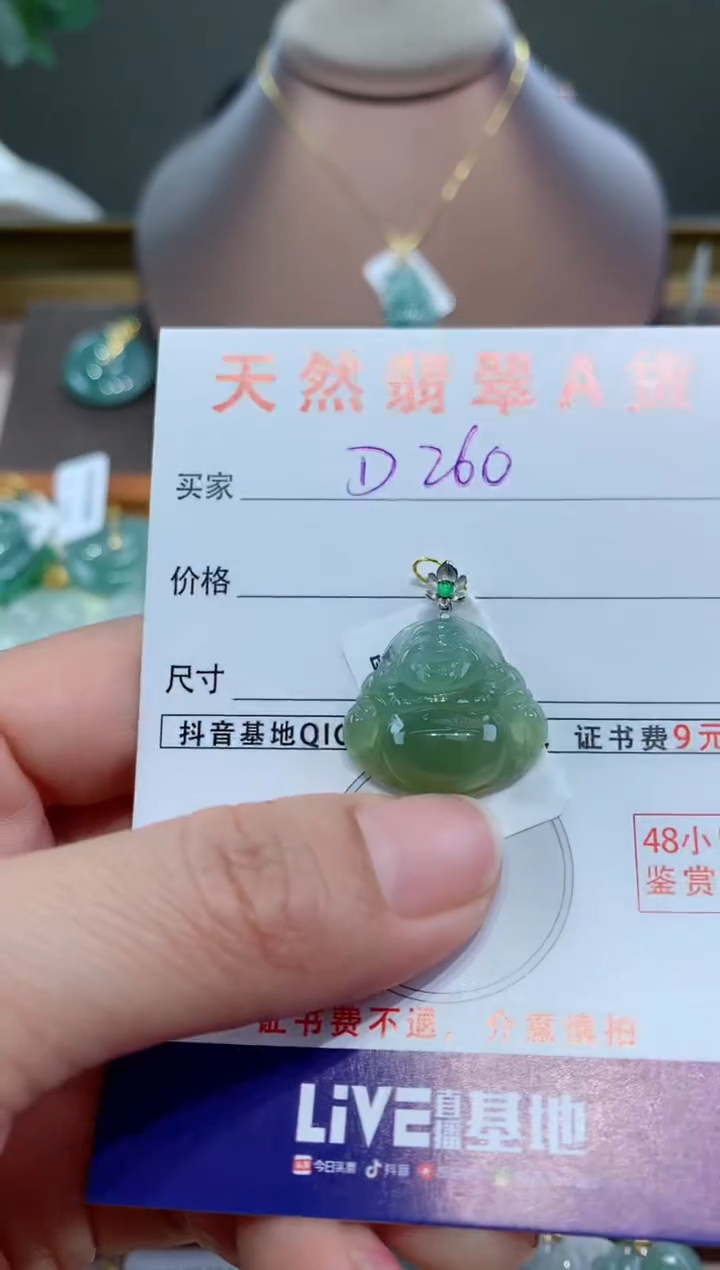 天然翡翠A货
买家 D260
价格
尺寸
抖音基地QIC
证书费9元
48小
鉴赏
证书费不退，介意慎拍
LiVE直播基地
今日头条 抖音